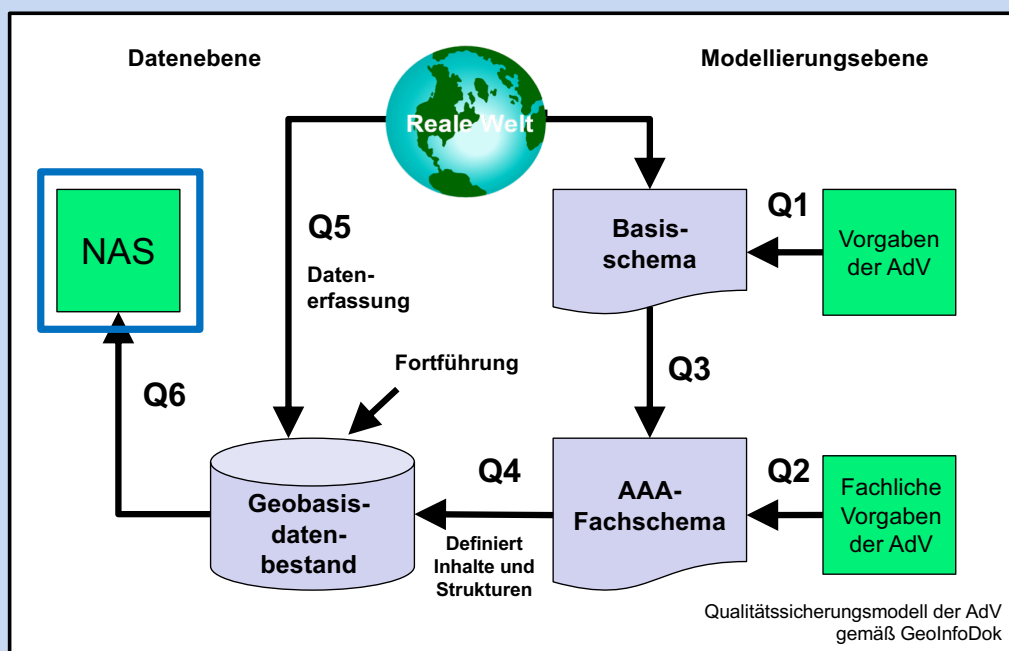 Datenebene
Modellierungsebene
Reale Welt
NAS
Q5
Daten-
erfassung
Basis-
schema
Q1
Vorgaben
der AdV
Q6
Fortführung
Q3
Geobasis-
daten-
bestand
Q4
Definiert
Inhalte und
Strukturen
AAA-
Fachschema
Q2
Fachliche
Vorgaben
der AdV
Qualitätssicherungsmodell der AdV
gemäß GeoInfoDok